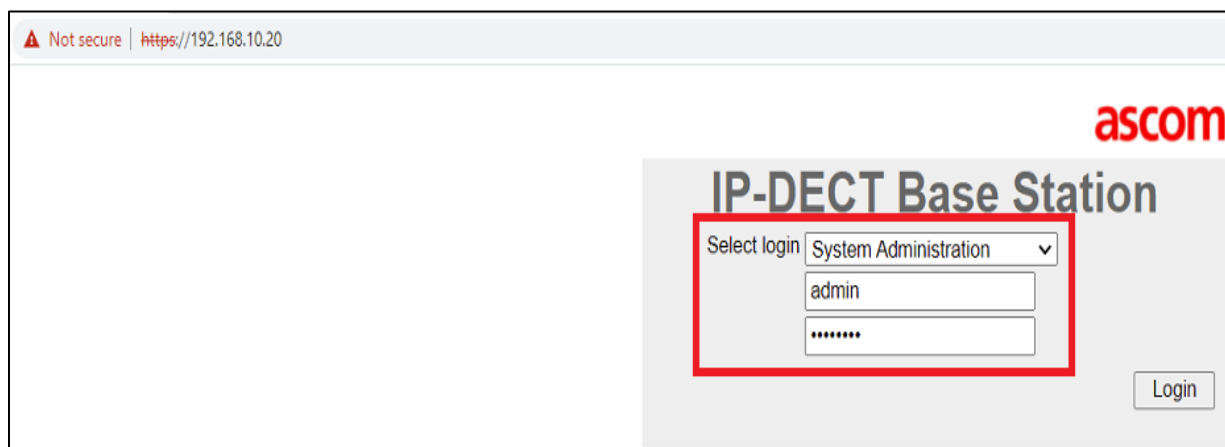 Not secure | https://192.168.10.20
ascom
IP-DECT Base Station
Select login System Administration
admin
••••••••
Login